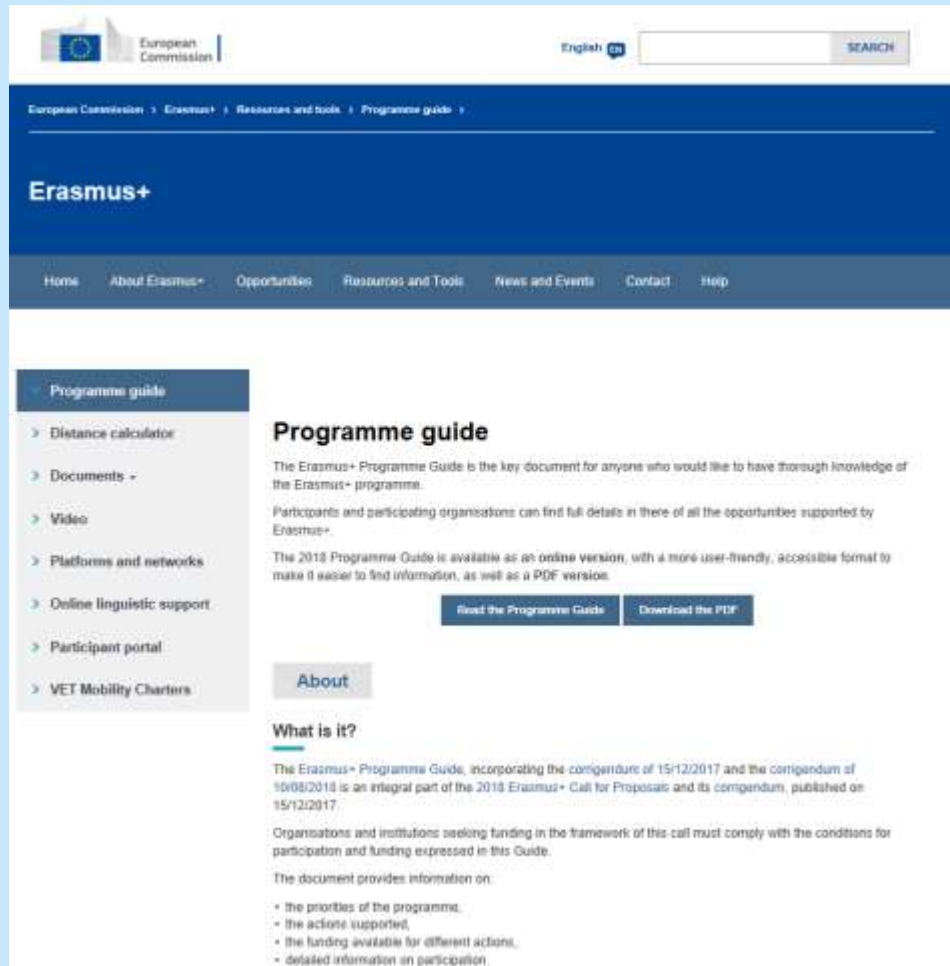 European
Commission
English EN
SEARCH
European Commission > Erasmus+ > Resources and tools > Programme guide >
Erasmus+
Home About Erasmus+ Opportunities Resources and Tools News and Events Contact Help
Programme guide
> Distance calculator
> Documents
> Video
> Platforms and networks
> Online linguistic support
> Participant portal
> VET Mobility Charters
Programme guide
The Erasmus+ Programme Guide is the key document for anyone who would like to have thorough knowledge of
the Erasmus+ programme.
Participants and participating organisations can find full details in there of all the opportunities supported by
Erasmus+.
The 2018 Programme Guide is available as an online version, with a more user-friendly, accessible format to
make it easier to find information, as well as a PDF version.
Read the Programme Guide Download the PDF
About
What is it?
The Erasmus+ Programme Guide, incorporating the corrigendum of 15/12/2017 and the corrigendum of
10/08/2018 is an integral part of the 2018 Erasmus+ Call for Proposals and its corrigendum, published on
15/12/2017.
Organisations and institutions seeking funding in the framework of this call must comply with the conditions for
participation and funding expressed in this Guide.
The document provides information on:
• the priorities of the programme,
• the actions supported,
• the funding available for different actions,
• detailed information on participation.